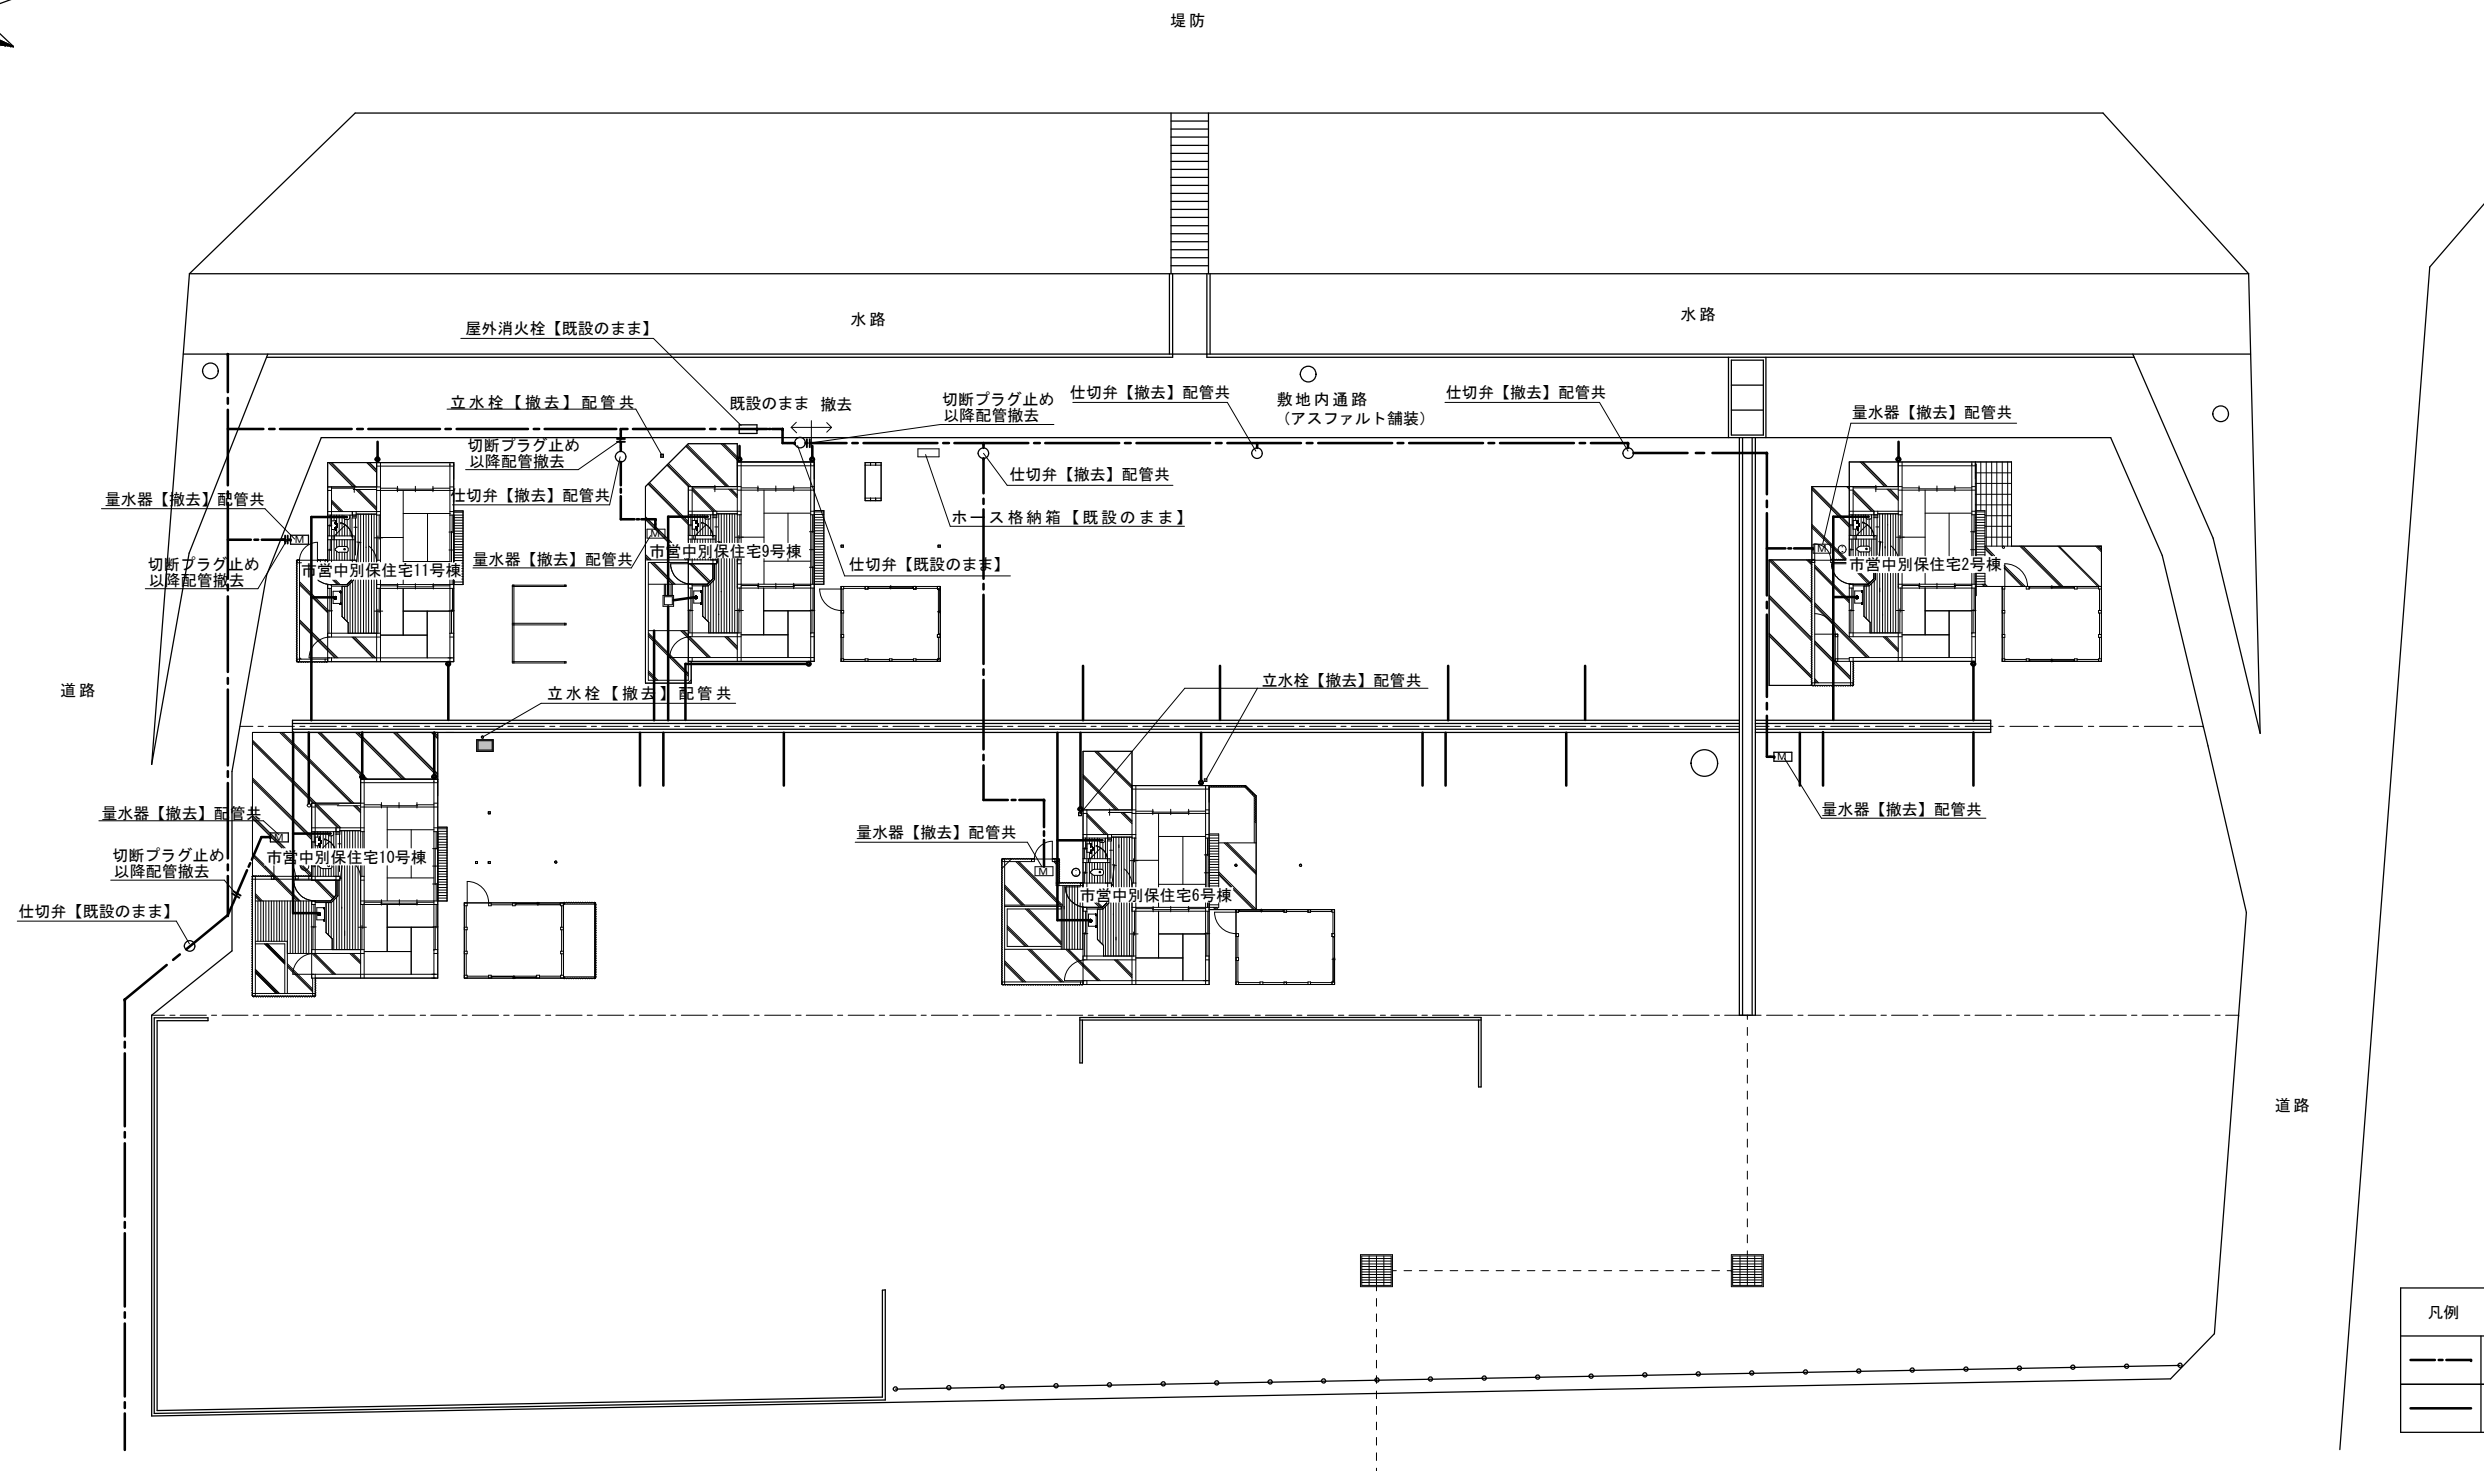 堤防
水路
水路
屋外消火栓【既設のまま】
立水栓【撤去】配管共
既設のまま 撤去
切断プラグ止め
以降配管撤去
仕切弁【撤去】配管共
敷地内通路
(アスファルト舗装)
仕切弁【撤去】配管共
量水器【撤去】配管共
切断プラグ止め
以降配管撤去
仕切弁【撤去】配管共
仕切弁【撤去】配管共
量水器【撤去】配管共
ホース格納箱【既設のまま】
M
M
M
市営中別保住宅9号棟
量水器【撤去】配管共
切断プラグ止め
以降配管撤去
市営中別保住宅11号棟
仕切弁【既設のまま】
市営中別保住宅2号棟
道路
立水栓【撤去】配管共
立水栓【撤去】配管共
M
量水器【撤去】配管共
量水器【撤去】配管共
M
量水器【撤去】配管共
切断プラグ止め
以降配管撤去
市営中別保住宅10号棟
M
市営中別保住宅6号棟
仕切弁【既設のまま】
道路
凡例